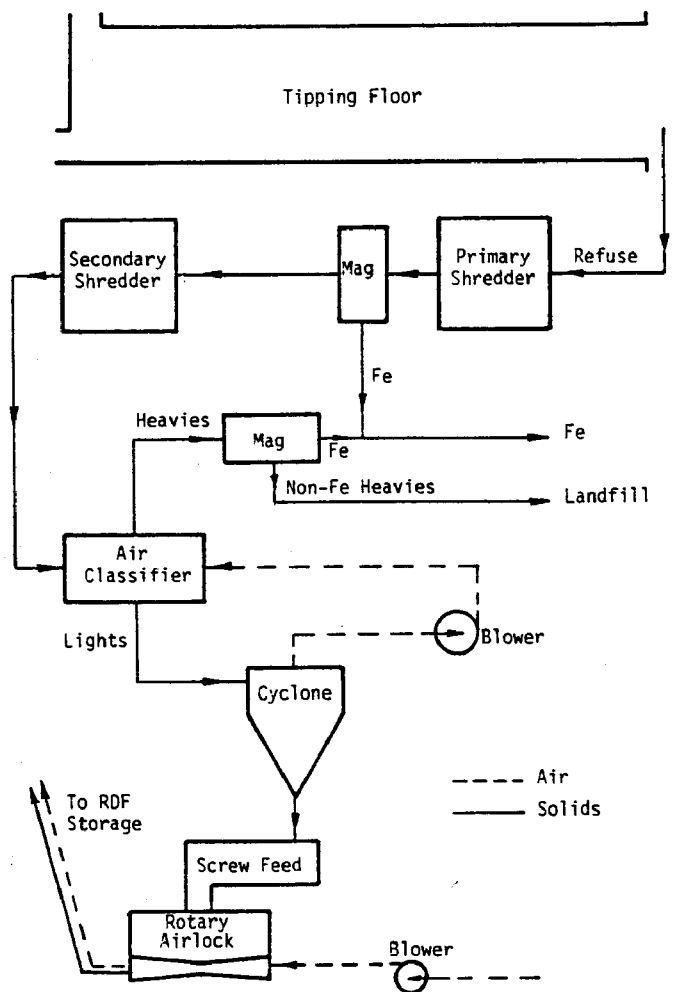 Tipping Floor
Secondary
Shredder
Mag
Primary
Shredder
Refuse
Fe
Heavies
Mag
Fe
Fe
Non-Fe Heavies
Landfill
Air
Classifier
Lights
Blower
Cyclone
To RDF
Storage
Air
Solids
Screw Feed
Rotary
Airlock
Blower